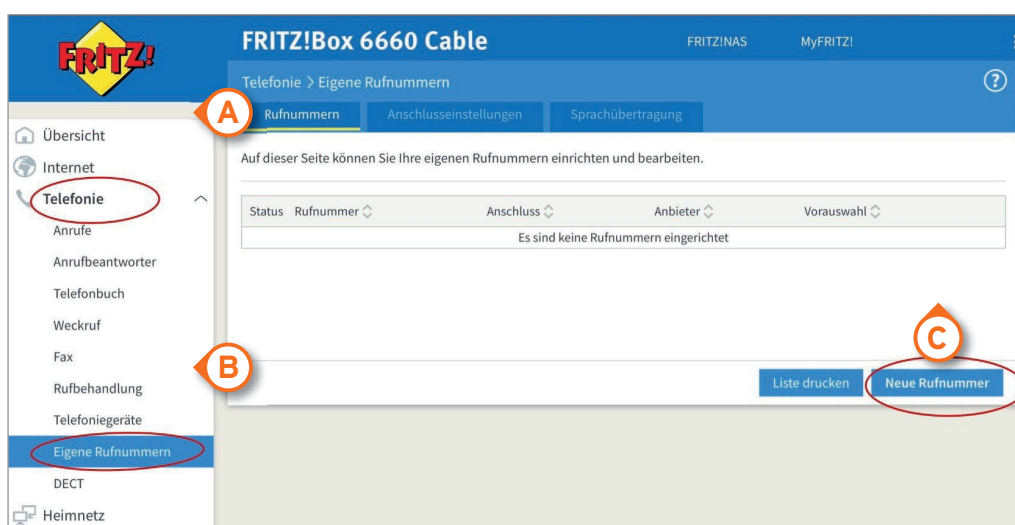 FRITZ!
FRITZ!Box 6660 Cable
FRITZ!NAS
MyFRITZ!
Telefonie > Eigene Rufnummern
?
A
Rufnummern
Anschlusseinstellungen
Sprachübertragung
Übersicht
Internet
Telefonie
Anrufe
Anrufbeantworter
Telefonbuch
Weckruf
Fax
Rufbehandlung
Telefoniegeräte
Eigene Rufnummern
DECT
Heimnetz
B
Auf dieser Seite können Sie Ihre eigenen Rufnummern einrichten und bearbeiten.
Status Rufnummer Anschluss Anbieter Vorauswahl
Es sind keine Rufnummern eingerichtet
C
Liste drucken
Neue Rufnummer